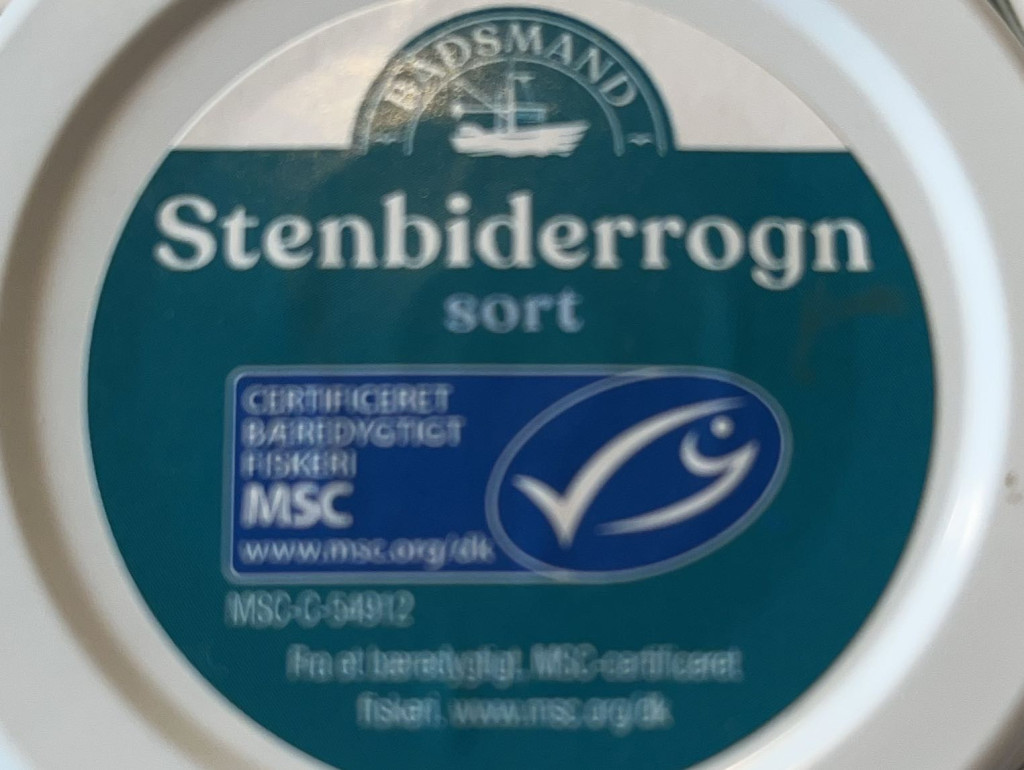 BÅDSMAND
Stenbiderrogn
sort
CERTIFICERET
BÆREDYGTIGT
FISKERI
MSC
www.msc.org/dk
MSC-C-54912
Fra et bæredygtigt, MSC-certificeret
fiskeri. www.msc.org/dk